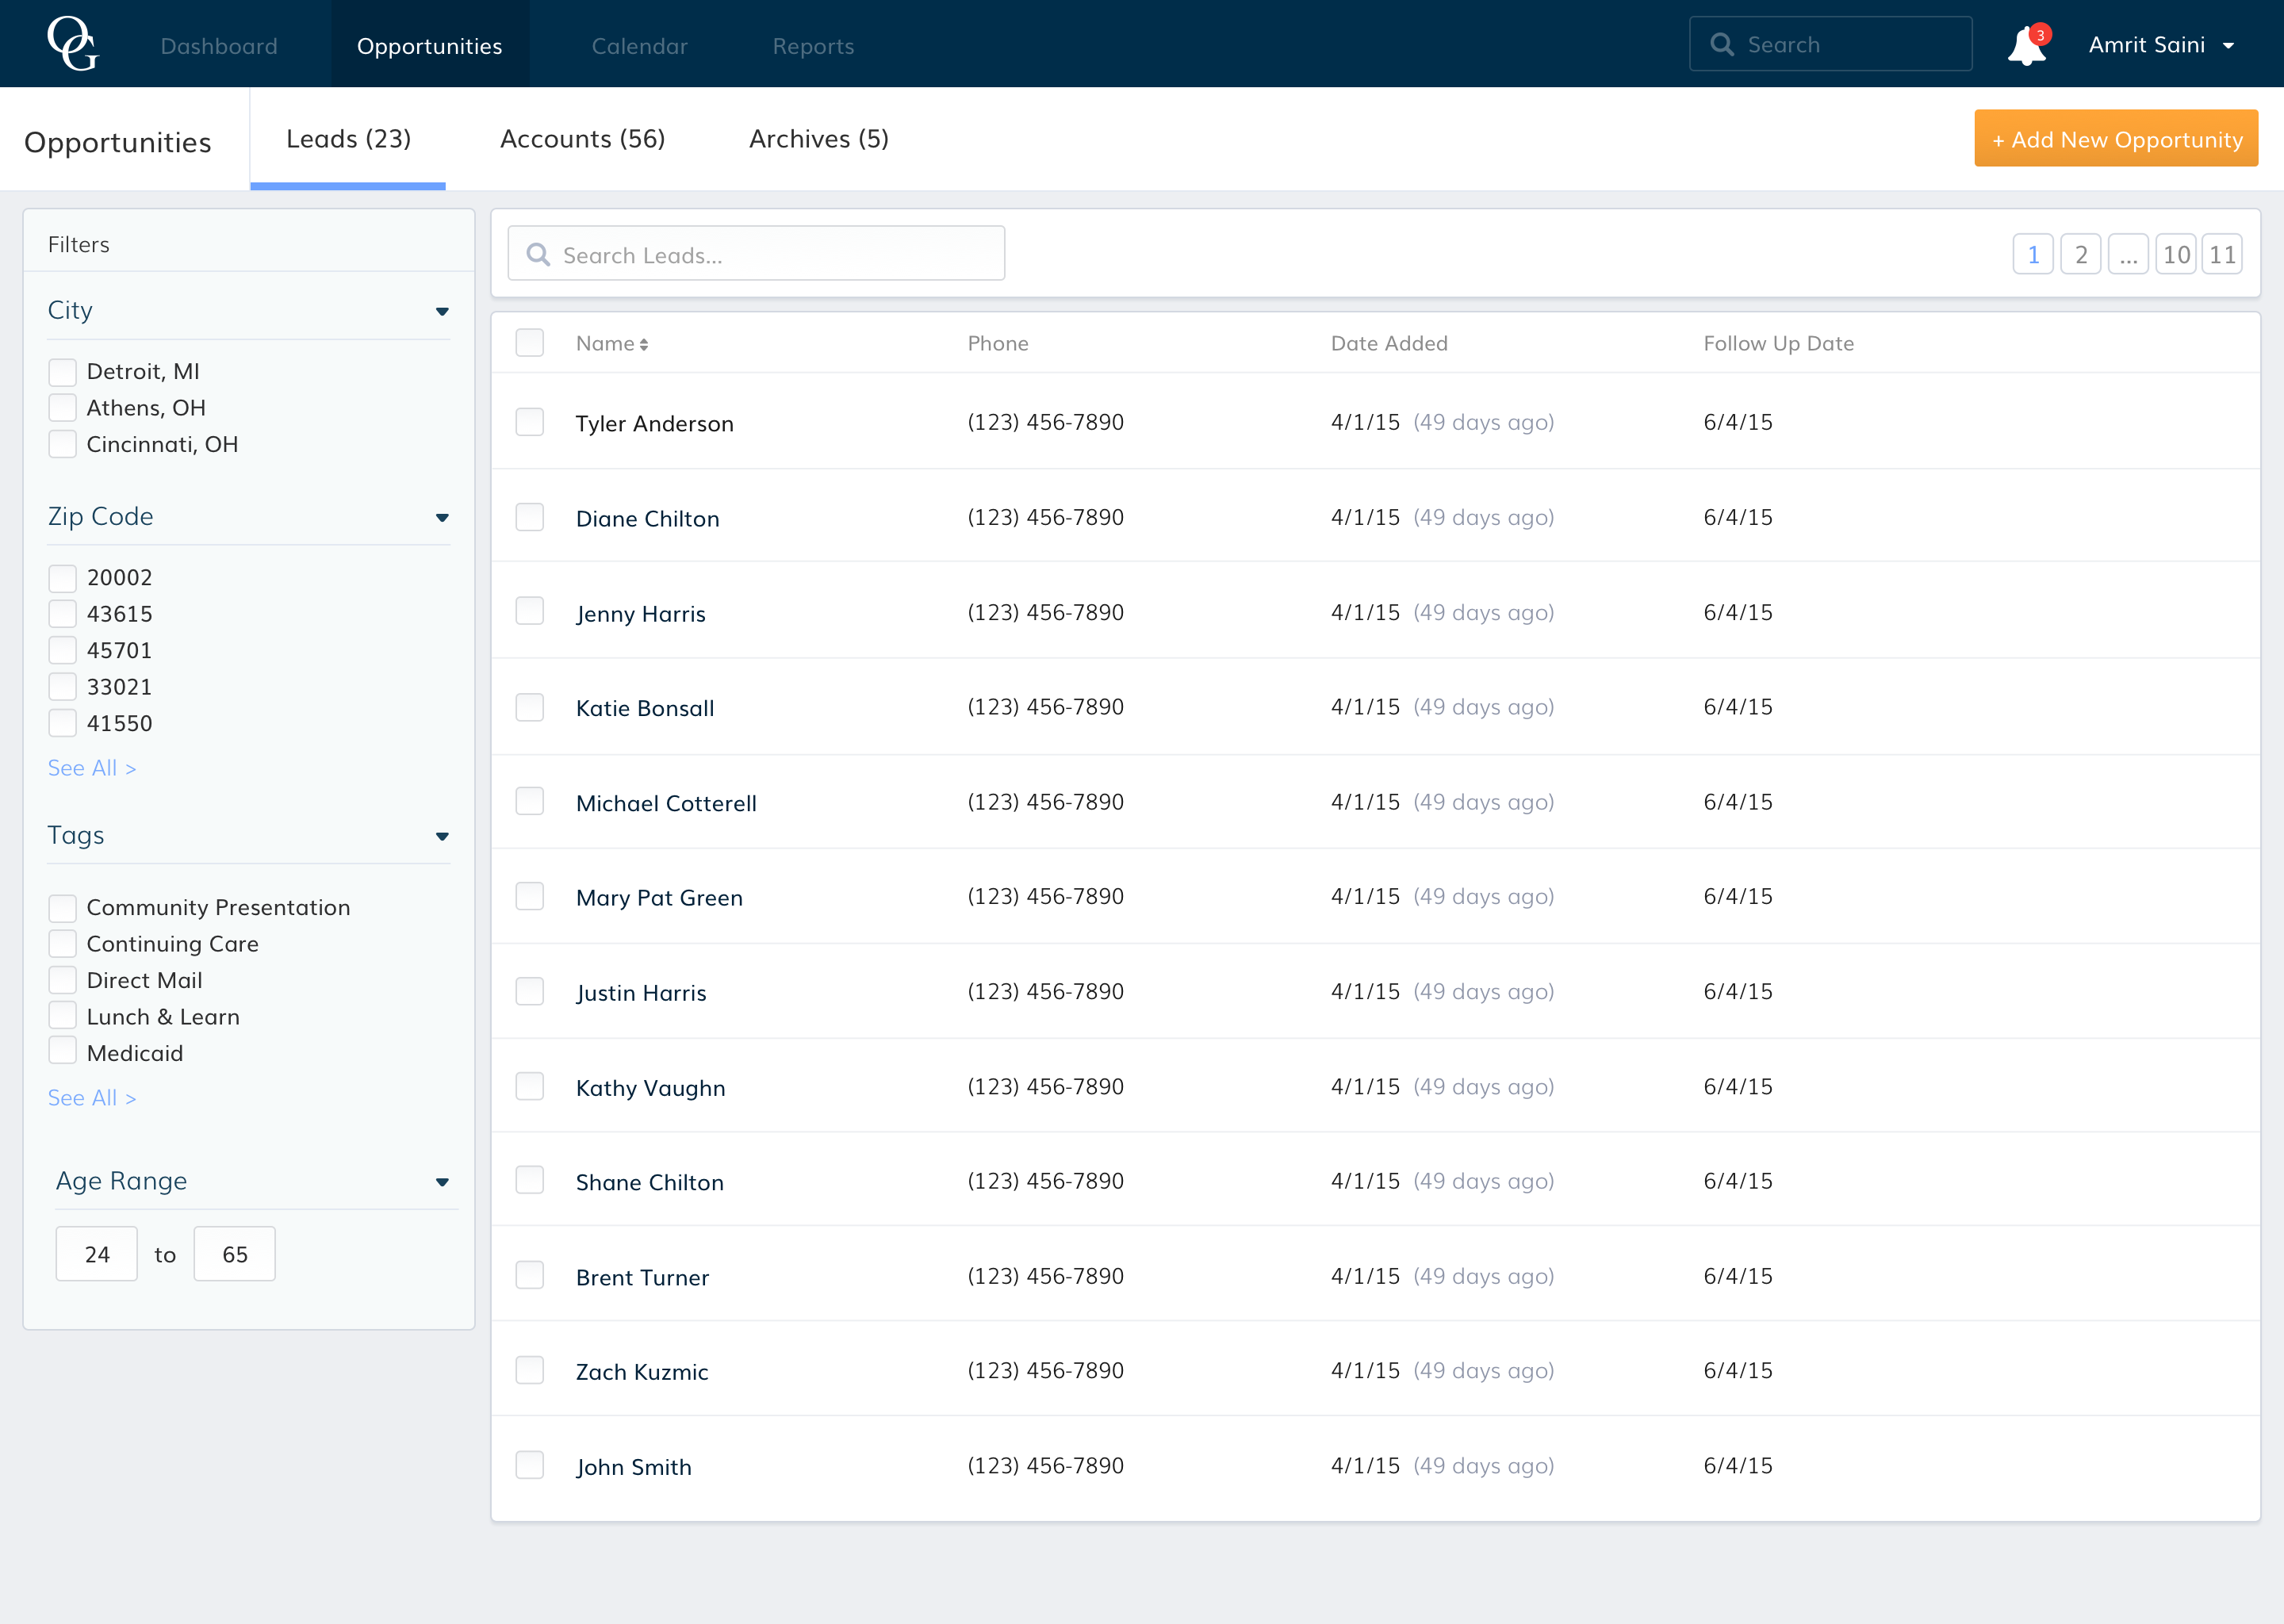 OG Dashboard Opportunities Calendar Reports Search 3 Amrit Saini
Opportunities Leads (23) Accounts (56) Archives (5) + Add New Opportunity
Filters
City
Detroit, MI
Athens, OH
Cincinnati, OH
Zip Code
20002
43615
45701
33021
41550
See All >
Tags
Community Presentation
Continuing Care
Direct Mail
Lunch & Learn
Medicaid
See All >
Age Range
24 to 65
Search Leads... 1 2 ... 10 11
Name Phone Date Added Follow Up Date
Tyler Anderson (123) 456-7890 4/1/15 (49 days ago) 6/4/15
Diane Chilton (123) 456-7890 4/1/15 (49 days ago) 6/4/15
Jenny Harris (123) 456-7890 4/1/15 (49 days ago) 6/4/15
Katie Bonsall (123) 456-7890 4/1/15 (49 days ago) 6/4/15
Michael Cotterell (123) 456-7890 4/1/15 (49 days ago) 6/4/15
Mary Pat Green (123) 456-7890 4/1/15 (49 days ago) 6/4/15
Justin Harris (123) 456-7890 4/1/15 (49 days ago) 6/4/15
Kathy Vaughn (123) 456-7890 4/1/15 (49 days ago) 6/4/15
Shane Chilton (123) 456-7890 4/1/15 (49 days ago) 6/4/15
Brent Turner (123) 456-7890 4/1/15 (49 days ago) 6/4/15
Zach Kuzmic (123) 456-7890 4/1/15 (49 days ago) 6/4/15
John Smith (123) 456-7890 4/1/15 (49 days ago) 6/4/15